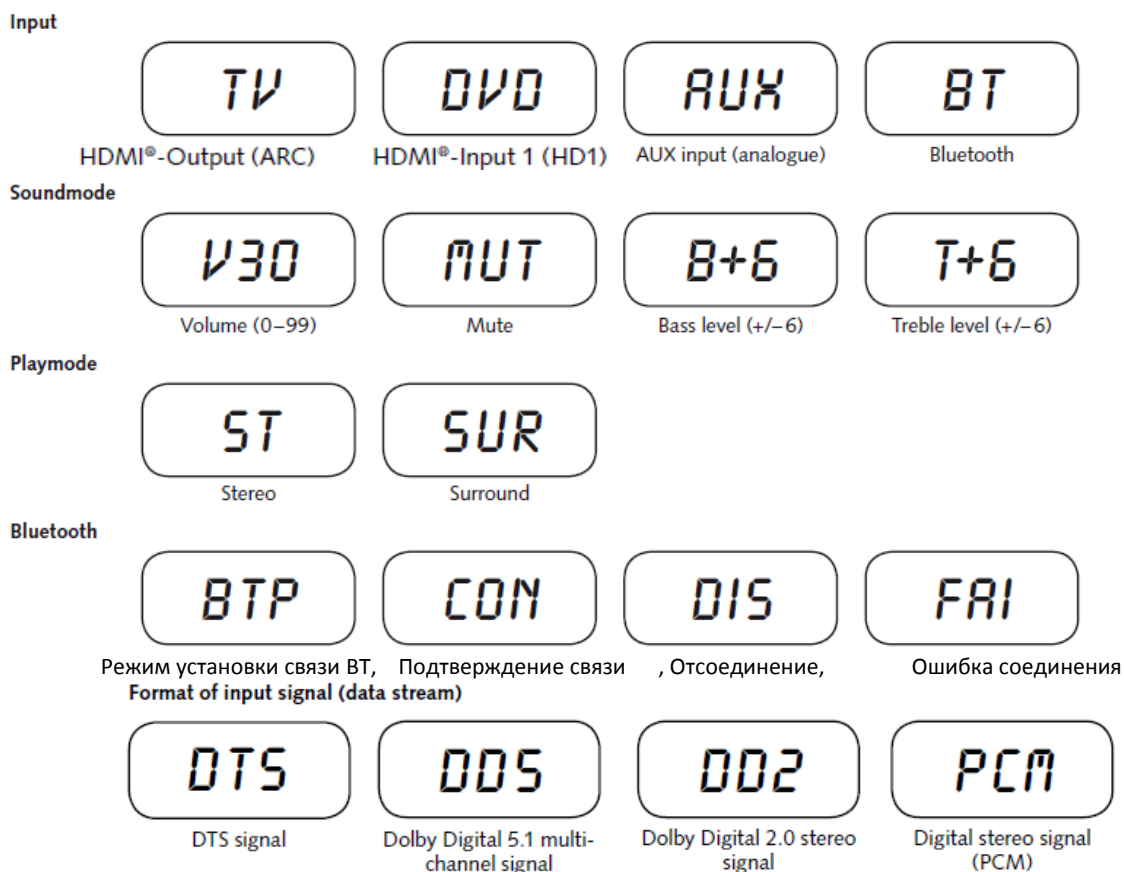 Input
TV DVD AUX BT
HDMI®-Output (ARC) HDMI®-Input 1 (HD1) AUX input (analogue) Bluetooth
Soundmode
V30 MUT B+6 T+6
Volume (0–99) Mute Bass level (+/–6) Treble level (+/–6)
Playmode
ST SUR
Stereo Surround
Bluetooth
BTP CON DIS FAI
Режим установки связи ВТ, Подтверждение связи , Отсоединение, Ошибка соединения
Format of input signal (data stream)
DTS DD5 DD2 PCM
DTS signal Dolby Digital 5.1 multi- Dolby Digital 2.0 stereo Digital stereo signal
channel signal signal (PCM)